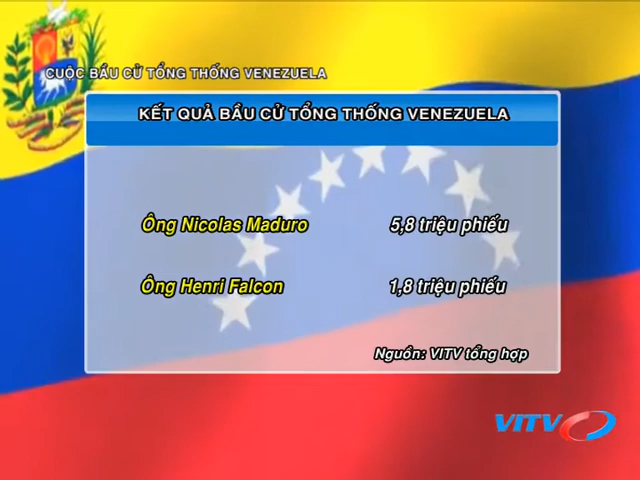 CUỘC BẦU CỬ TỔNG THỐNG VENEZUELA
KẾT QUẢ BẦU CỬ TỔNG THỐNG VENEZUELA
Ông Nicolas Maduro 5,8 triệu phiếu
Ông Henri Falcon 1,8 triệu phiếu
Nguồn: VITV tổng hợp
VITV